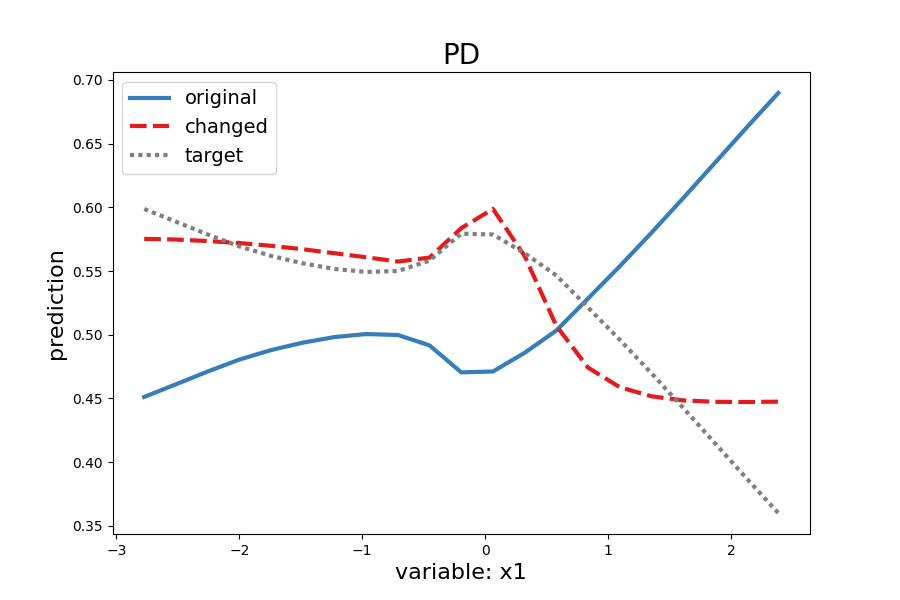 PD
original
changed
target
prediction
0.70
0.65
0.60
0.55
0.50
0.45
0.40
0.35
−3 −2 −1 0 1 2
variable: x1